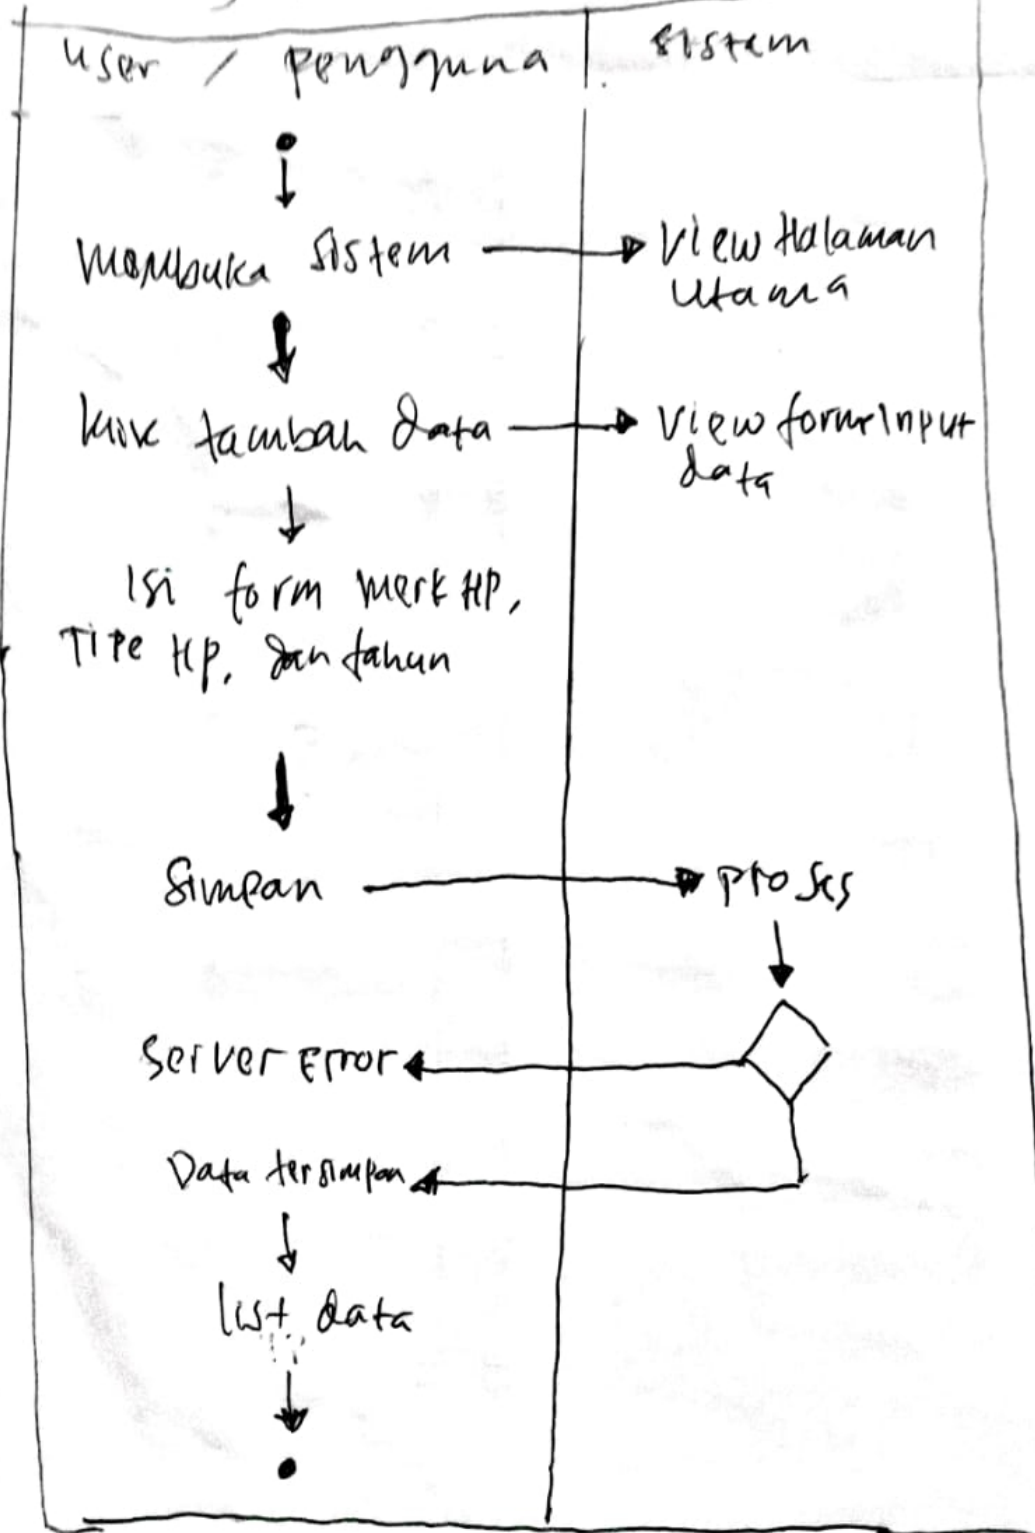 User / pengguna
sistem
Membuka sistem
View Halaman
Utama
klik tambah data
View form Input
data
Isi form merk HP,
Tipe HP, dan tahun
Simpan
proses
Server Error
Data tersimpan
list data